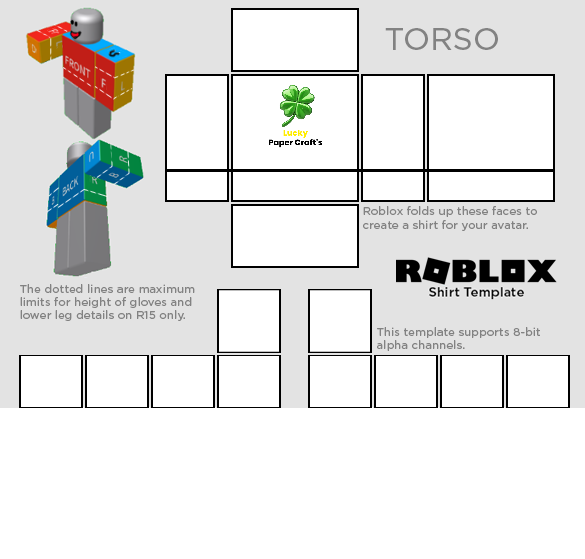 TORSO
FRONT
F
L
R
D
Lucky
Paper Craft's
BACK
U
R
B
R
Roblox folds up these faces to
create a shirt for your avatar.
ROBLOX
Shirt Template
The dotted lines are maximum
limits for height of gloves and
lower leg details on R15 only.
This template supports 8-bit
alpha channels.